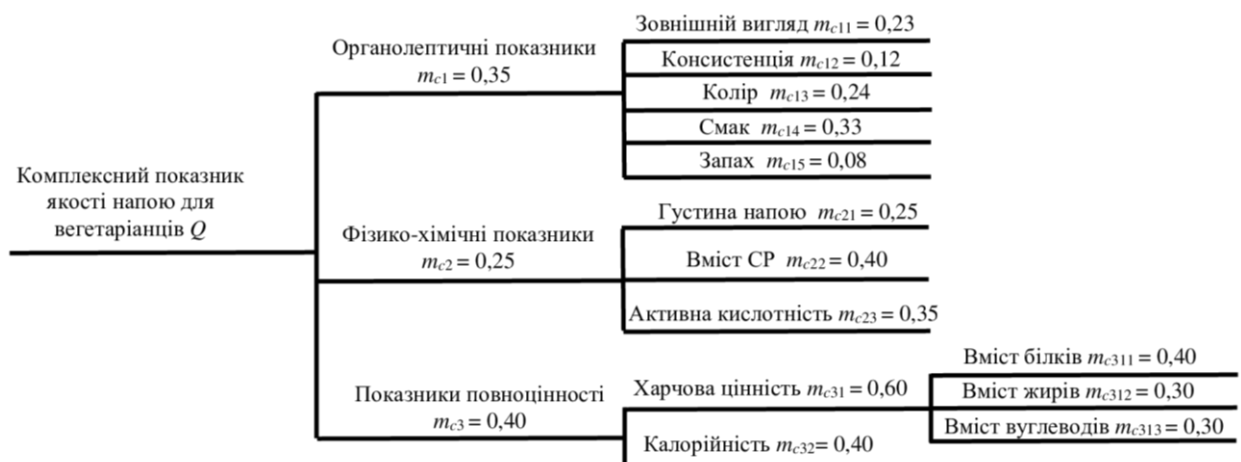 Комплексний показник
якості напою для
вегетаріанців Q
Органолептичні показники
mc1 = 0,35
Зовнішній вигляд mc11 = 0,23
Консистенція mc12 = 0,12
Колір mc13 = 0,24
Смак mc14 = 0,33
Запах mc15 = 0,08
Фізико-хімічні показники
mc2 = 0,25
Густина напою mc21 = 0,25
Вміст СР mc22 = 0,40
Активна кислотність mc23 = 0,35
Показники повноцінності
mc3 = 0,40
Харчова цінність mc31 = 0,60
Вміст білків mc311 = 0,40
Вміст жирів mc312 = 0,30
Вміст вуглеводів mc313 = 0,30
Калорійність mc32= 0,40